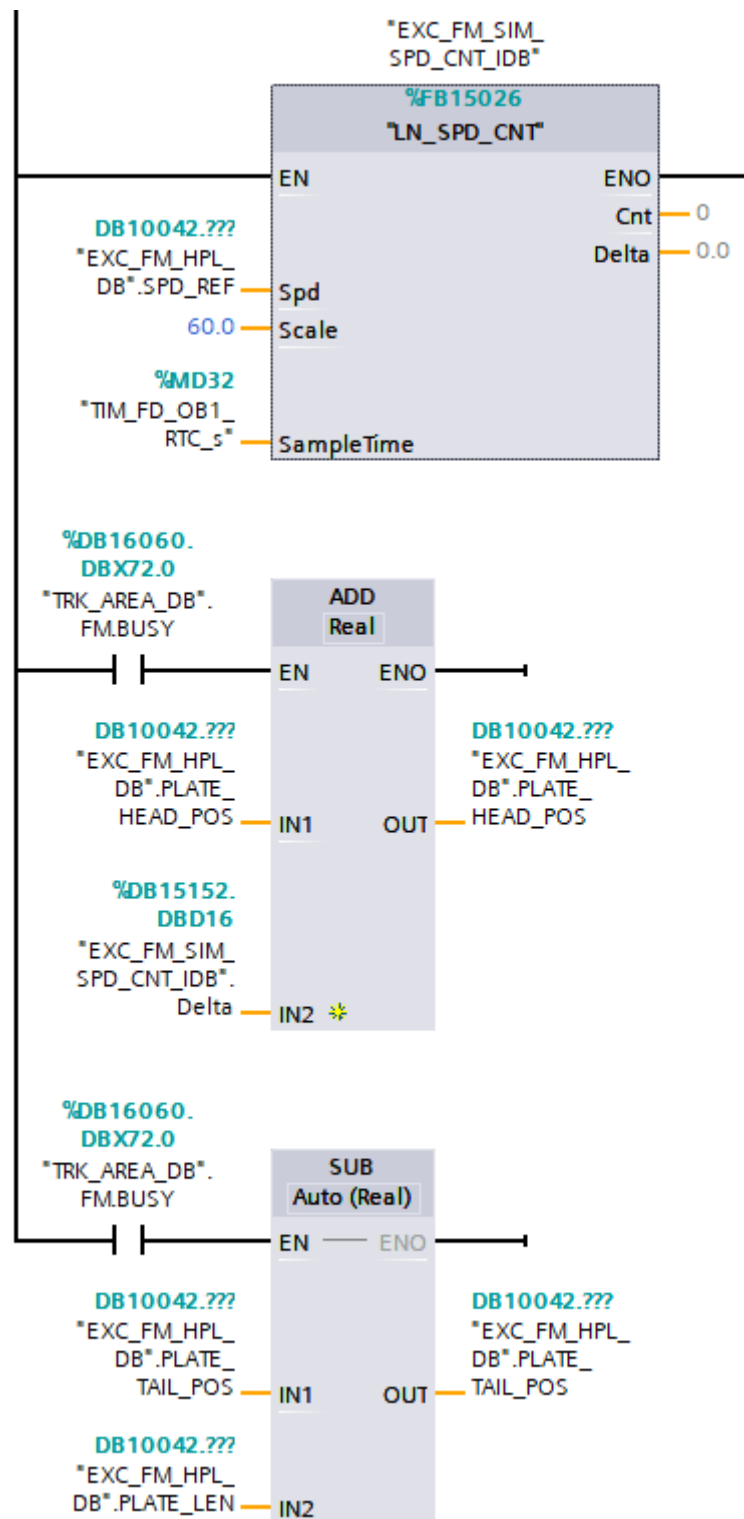 "EXC_FM_SIM_
SPD_CNT_IDB"
%FB15026
"LN_SPD_CNT"
EN ENO
Cnt 0
Delta 0.0
DB10042.???
"EXC_FM_HPL_
DB".SPD_REF Spd
60.0 Scale
%MD32
"TIM_FD_OB1_
RTC_s" SampleTime
%DB16060.
DBX72.0
"TRK_AREA_DB".
FM.BUSY
ADD
Real
EN ENO
DB10042.???
"EXC_FM_HPL_
DB".PLATE_
HEAD_POS IN1
OUT
DB10042.???
"EXC_FM_HPL_
DB".PLATE_
HEAD_POS
%DB15152.
DBD16
"EXC_FM_SIM_
SPD_CNT_IDB".
Delta IN2
%DB16060.
DBX72.0
"TRK_AREA_DB".
FM.BUSY
SUB
Auto (Real)
EN ENO
DB10042.???
"EXC_FM_HPL_
DB".PLATE_
TAIL_POS IN1
OUT
DB10042.???
"EXC_FM_HPL_
DB".PLATE_
TAIL_POS
DB10042.???
"EXC_FM_HPL_
DB".PLATE_LEN IN2